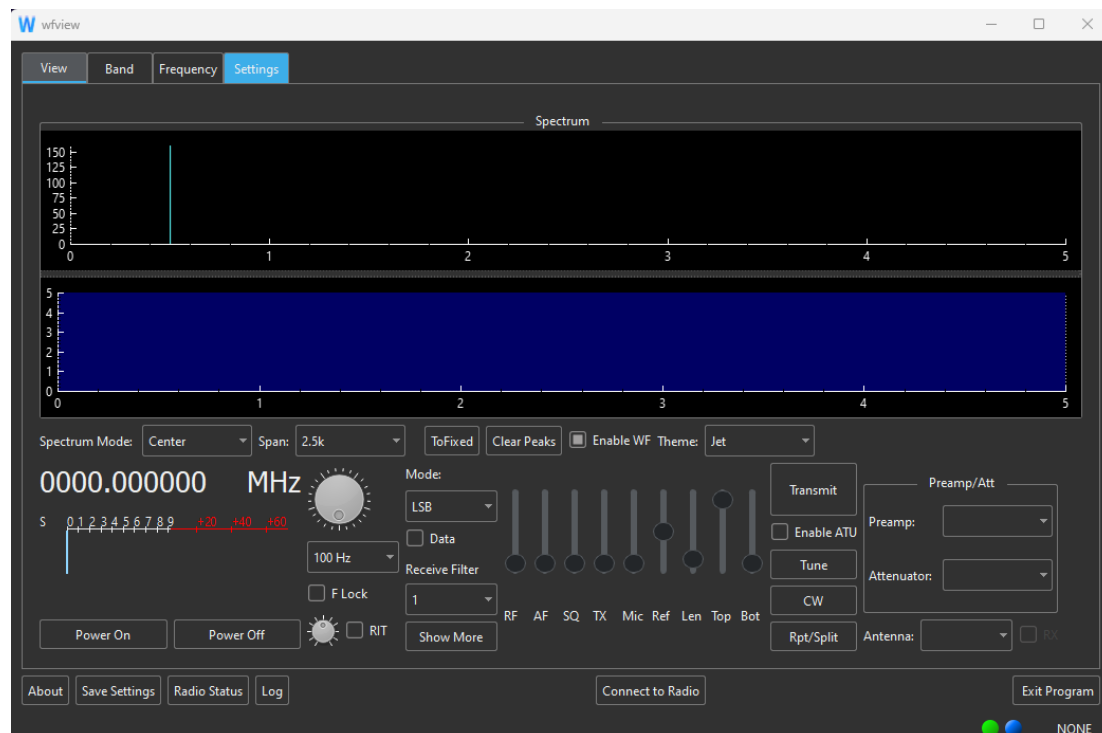 wfview
View Band Frequency Settings
Spectrum
150
125
100
75
50
25
0
0 1 2 3 4 5
5
4
3
2
1
0
0 1 2 3 4 5
Spectrum Mode: Center Span: 2.5k ToFixed Clear Peaks Enable WF Theme: Jet
0000.000000 MHz
S 0 1 2 3 4 5 6 7 8 9 +20 +40 +60
Power On Power Off
100 Hz
F Lock
RIT
Mode:
LSB
Data
Receive Filter
1
Show More
RF AF SQ TX Mic Ref Len Top Bot
Transmit
Enable ATU
Tune
CW
Rpt/Split
Preamp/Att
Preamp:
Attenuator:
Antenna: RX
About Save Settings Radio Status Log Connect to Radio Exit Program
NONE